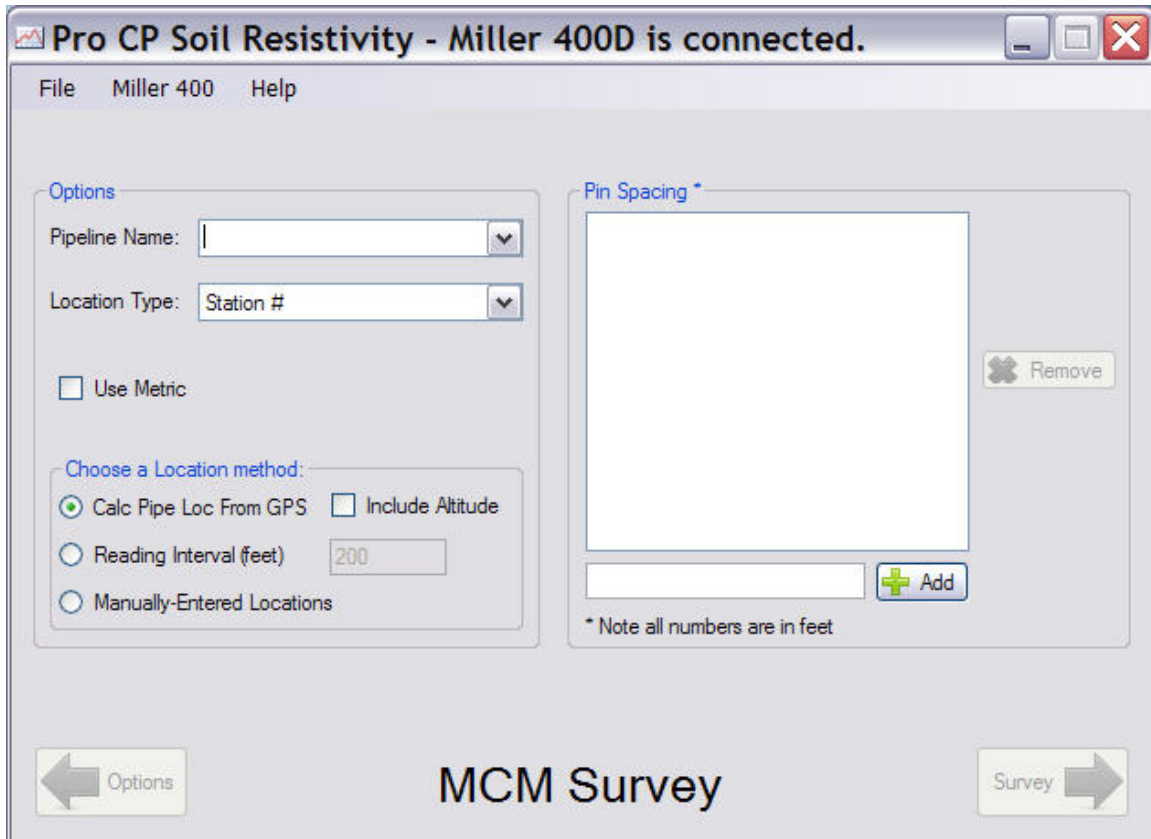 Pro CP Soil Resistivity - Miller 400D is connected.
File Miller 400 Help
Options
Pipeline Name:
Location Type: Station #
Use Metric
Choose a Location method:
Calc Pipe Loc From GPS Include Altitude
Reading Interval (feet) 200
Manually-Entered Locations
Pin Spacing *
Remove
Add
* Note all numbers are in feet
Options
MCM Survey
Survey